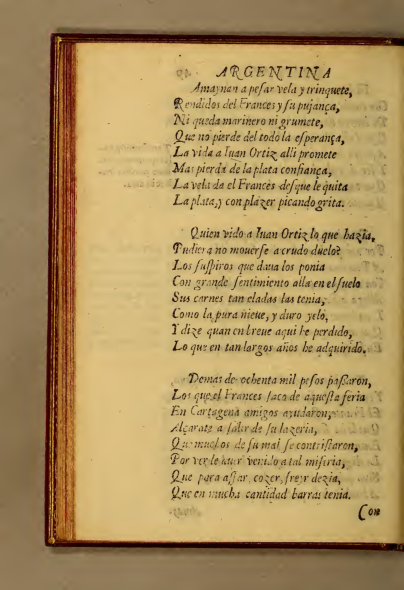 ARGENTINA
Amaynan a peſar vela y trinquete,
Rendidos del Frances y ſu pujança,
Ni queda marinero ni grumete,
Que no pierde del todo la eſperança,
La vida a Iuan Ortiz alli promete
Mas pierda de la plata confiança,
La vela da el Frances deſque le quita
La plata, y con plazer picando grita.
Quien vido a Iuan Ortiz lo que hazia,
Pudiera no mouerſe a crudo duelo?
Los ſuſpiros que daua los ponia
Con grande ſentimiento alla en el ſuelo
Sus carnes tan eladas las tenia,
Como la pura nieue, y duro yelo,
Y dize quan en breue aqui he perdido,
Lo que en tan largos años he adquirido.
Demas de ochenta mil peſos paſſaron,
Los que el Frances ſaco de aqueſta feria
En Cartagena amigos ayudaron,
Alçarate a ſalir de ſu lazeria,
Que muchos de ſu mal ſe contriſtaron,
Por verle auer venido a tal miſeria,
Que para aſſar, cozer, freyr dezia,
Que en mucha cantidad barras tenia.
Con